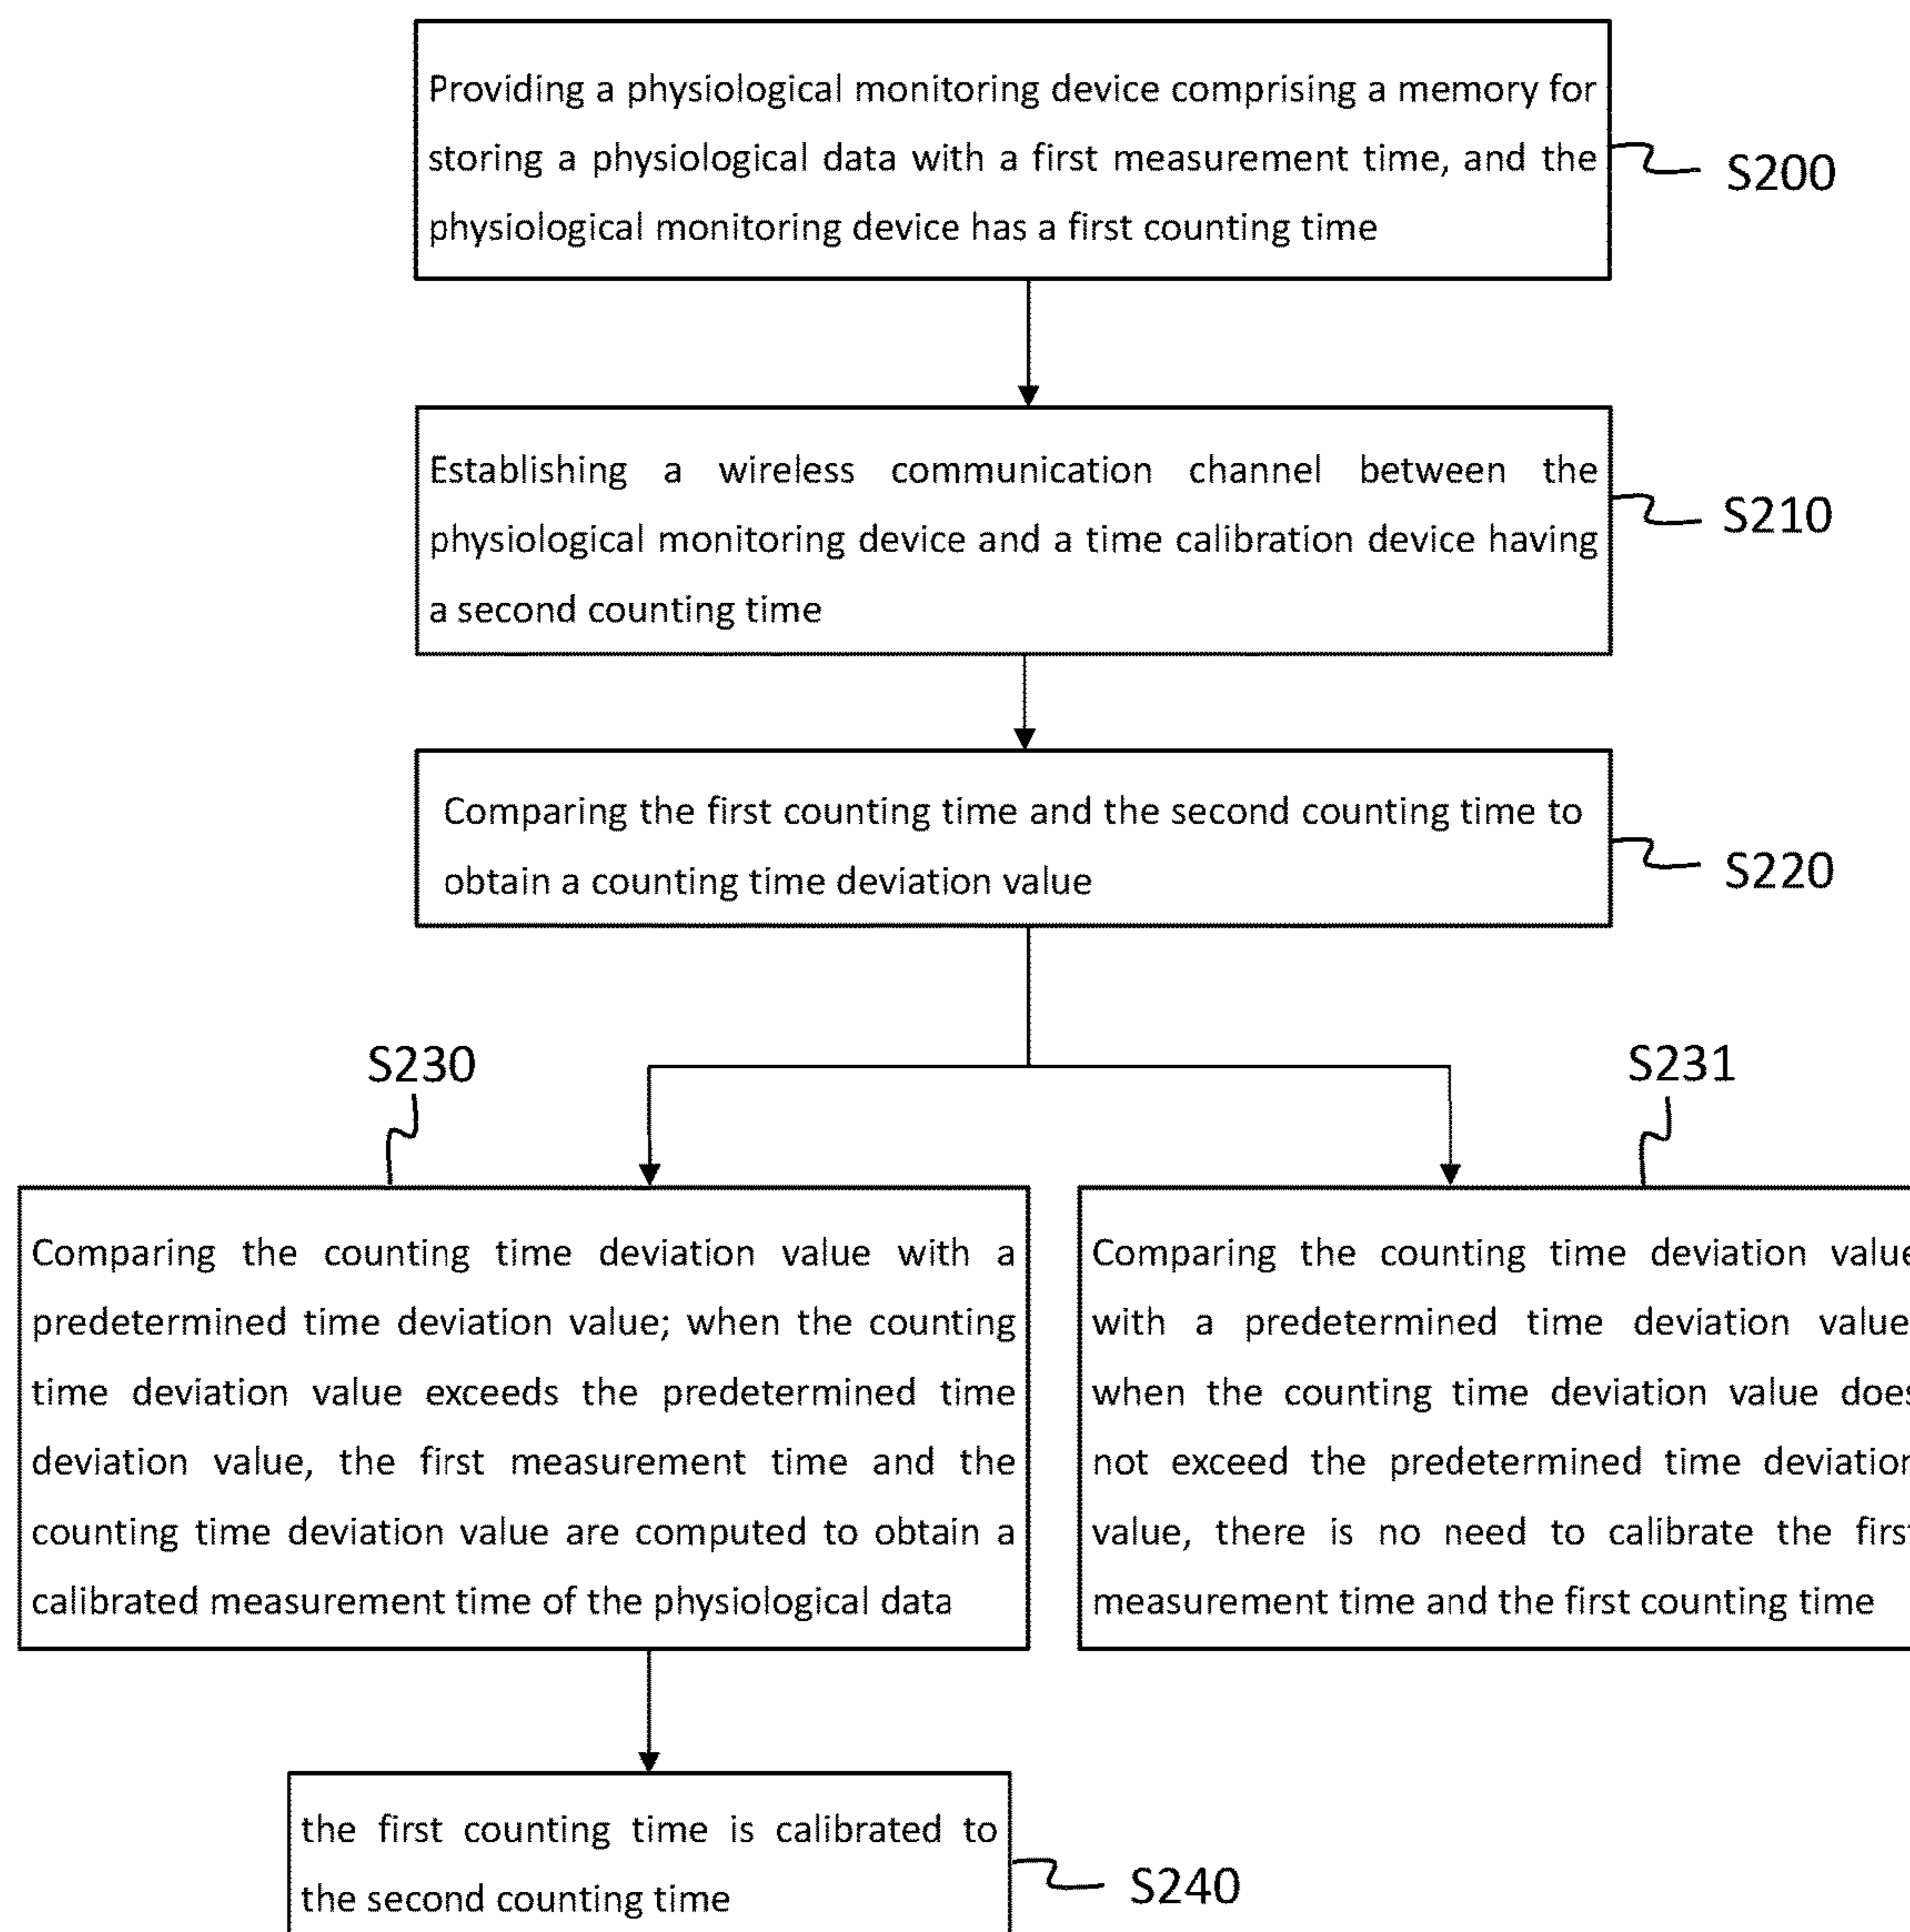 Providing a physiological monitoring device comprising a memory for
storing a physiological data with a first measurement time, and the
physiological monitoring device has a first counting time
S200
Establishing a wireless communication channel between the
physiological monitoring device and a time calibration device having
a second counting time
S210
Comparing the first counting time and the second counting time to
obtain a counting time deviation value
S220
S230
Comparing the counting time deviation value with a
predetermined time deviation value; when the counting
time deviation value exceeds the predetermined time
deviation value, the first measurement time and the
counting time deviation value are computed to obtain a
calibrated measurement time of the physiological data
S231
Comparing the counting time deviation value
with a predetermined time deviation value
when the counting time deviation value does
not exceed the predetermined time deviation
value, there is no need to calibrate the first
measurement time and the first counting time
the first counting time is calibrated to
the second counting time
S240